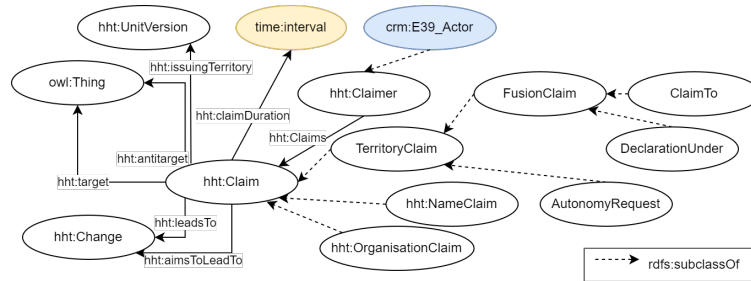 hht:UnitVersion
time:interval
crm:E39_Actor
hht:issuingTerritory
owl:Thing
hht:Claimer
FusionClaim
ClaimTo
hht:claimDuration
hht:Claims
hht:antitarget
TerritoryClaim
DeclarationUnder
hht:target
hht:Claim
hht:NameClaim
AutonomyRequest
hht:leadsTo
hht:Change
hht:OrganisationClaim
hht:aimsToLeadTo
rdfs:subclassOf